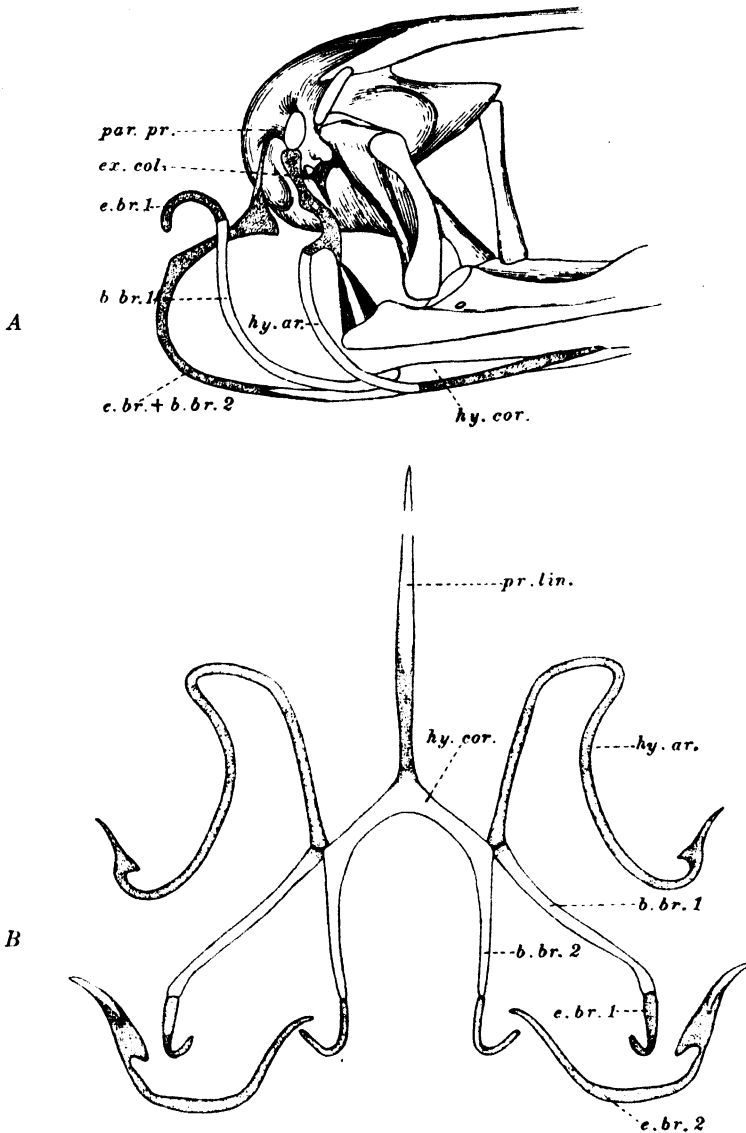 par. pr.
ex. col.
e.br.1
b br.1
hy. ar.
A
e.br.+ b.br. 2
hy. cor.
pr. lin.
hy. cor.
hy. ar.
b. br. 1
B
b. br. 2
e. br. 1
e. br. 2